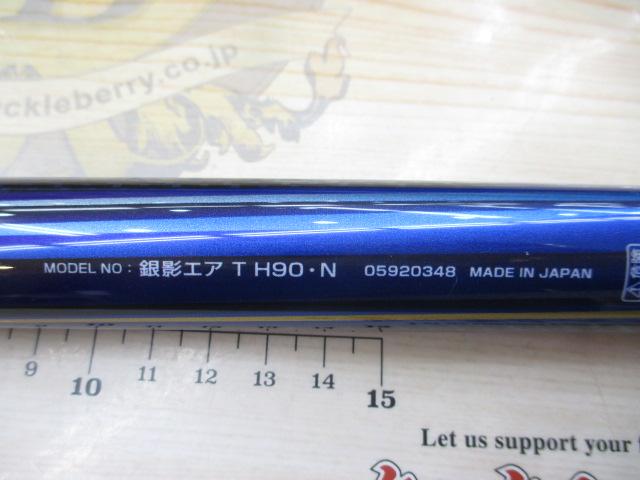 ckleberry.co.jp
MODEL NO : 銀影エア T H90・N 05920348 MADE IN JAPAN
9 10 11 12 13 14 15
Let us support your